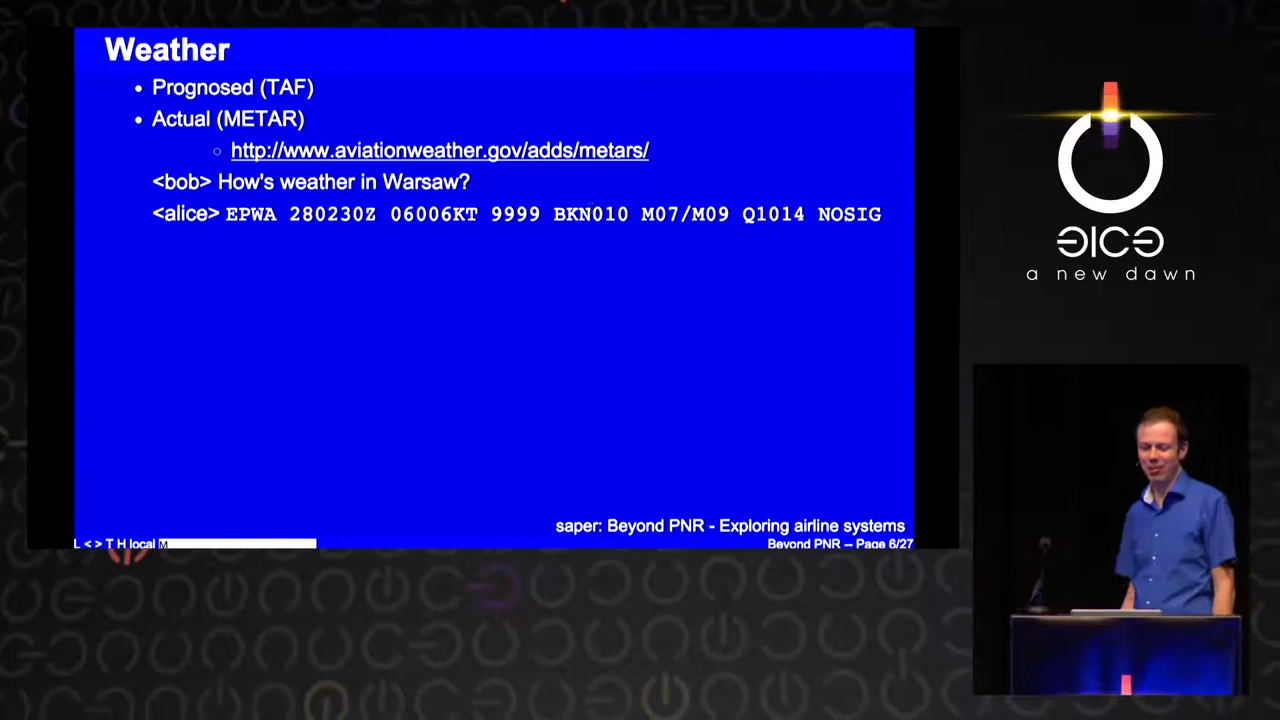 Weather
• Prognosed (TAF)
• Actual (METAR)
○ http://www.aviationweather.gov/adds/metars/
<bob> How's weather in Warsaw?
<alice> EPWA 280230Z 06006KT 9999 BKN010 M07/M09 Q1014 NOSIG
saper: Beyond PNR - Exploring airline systems
L < > T H local M
Beyond PNR -- Page 6/27
ƎICƎ
a new dawn